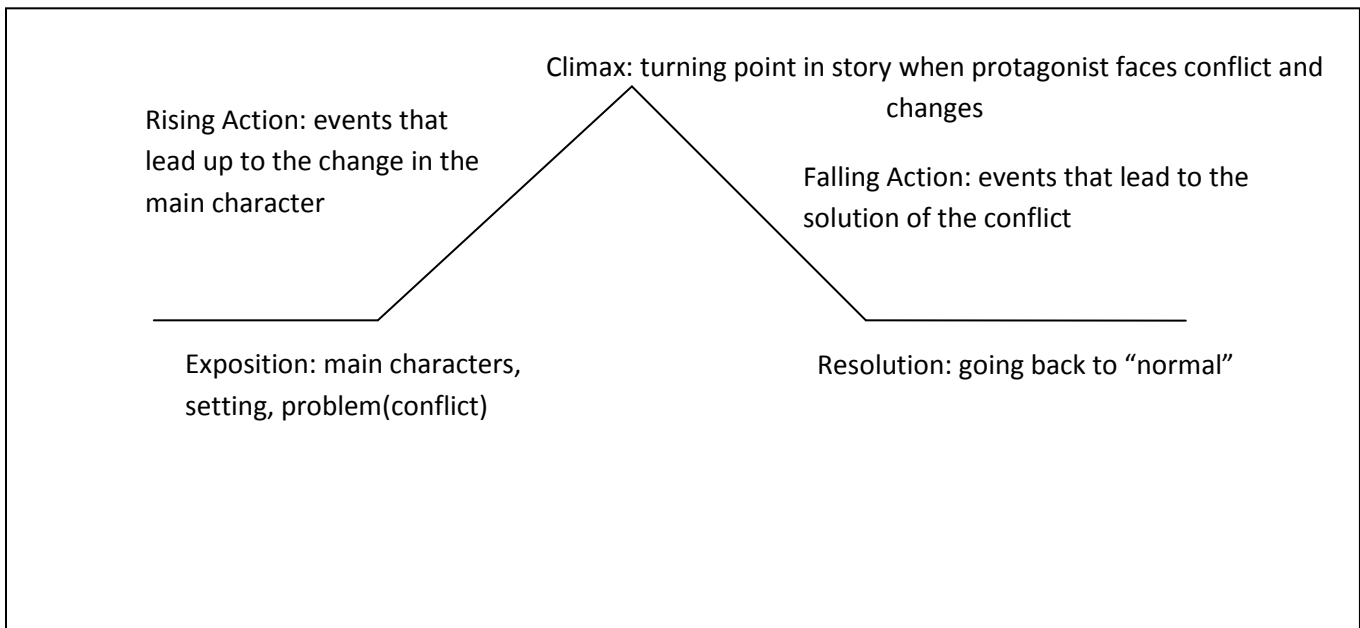 Climax: turning point in story when protagonist faces conflict and
changes
Rising Action: events that
lead up to the change in the
main character
Falling Action: events that lead to the
solution of the conflict
Exposition: main characters,
setting, problem(conflict)
Resolution: going back to “normal”